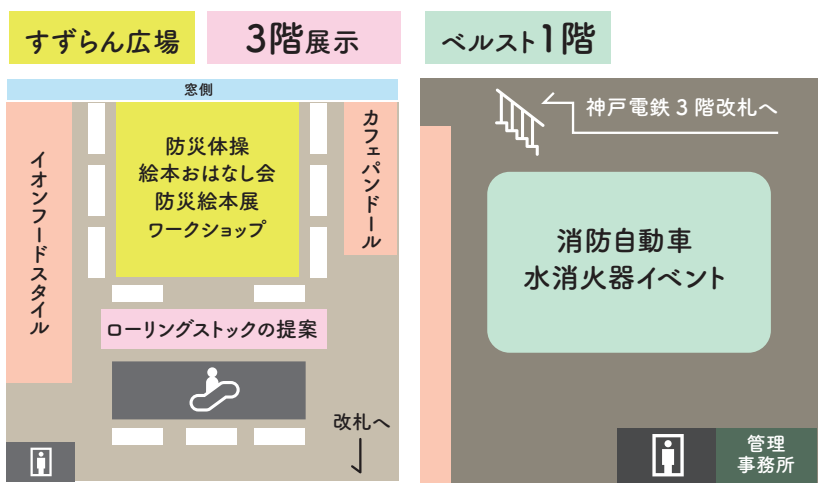 すずらん広場
3階展示
ベルスト1階
窓側
イオンフードスタイル
防災体操
絵本おはなし会
防災絵本展
ワークショップ
カフェパンドール
ローリングストックの提案
改札へ
神戸電鉄3階改札へ
消防自動車
水消火器イベント
管理
事務所